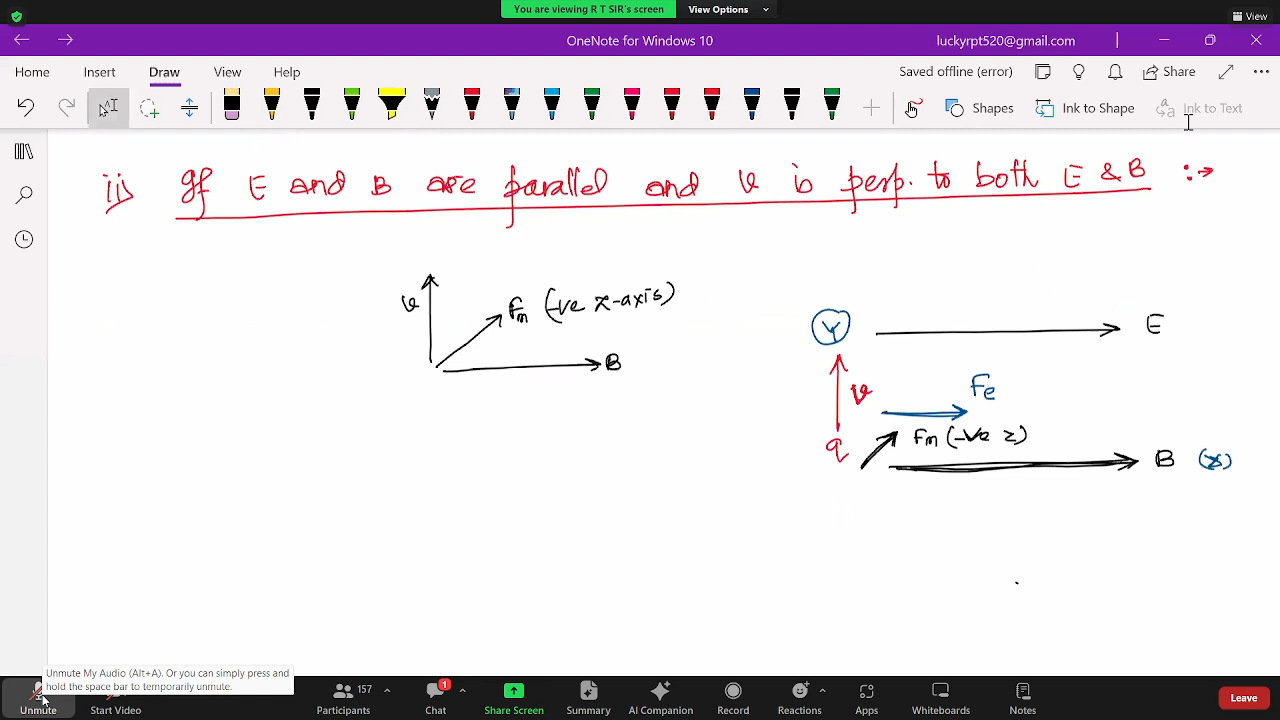 You are viewing R T SIR's screen
View Options
View
OneNote for Windows 10
luckyrpt520@gmail.com
Home
Insert
Draw
View
Help
Saved offline (error)
Share
Shapes
Ink to Shape
Ink to Text
ii) If E and B are parallel and v is perp. to both E & B :→
v
Fm (-ve z-axis)
B
Y
E
v
Fe
q
Fm (-ve z)
B (x)
Unmute My Audio (Alt+A). Or you can simply press and
hold the space bar to temporarily unmute.
Unmute
Start Video
157
Participants
1
Chat
Share Screen
Summary
AI Companion
Record
Reactions
Apps
Whiteboards
Notes
Leave